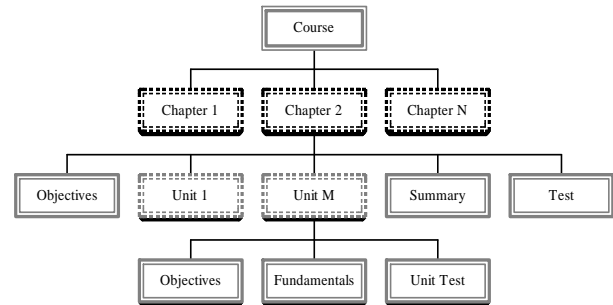 Course
Chapter 1
Chapter 2
Chapter N
Objectives
Unit 1
Unit M
Summary
Test
Objectives
Fundamentals
Unit Test